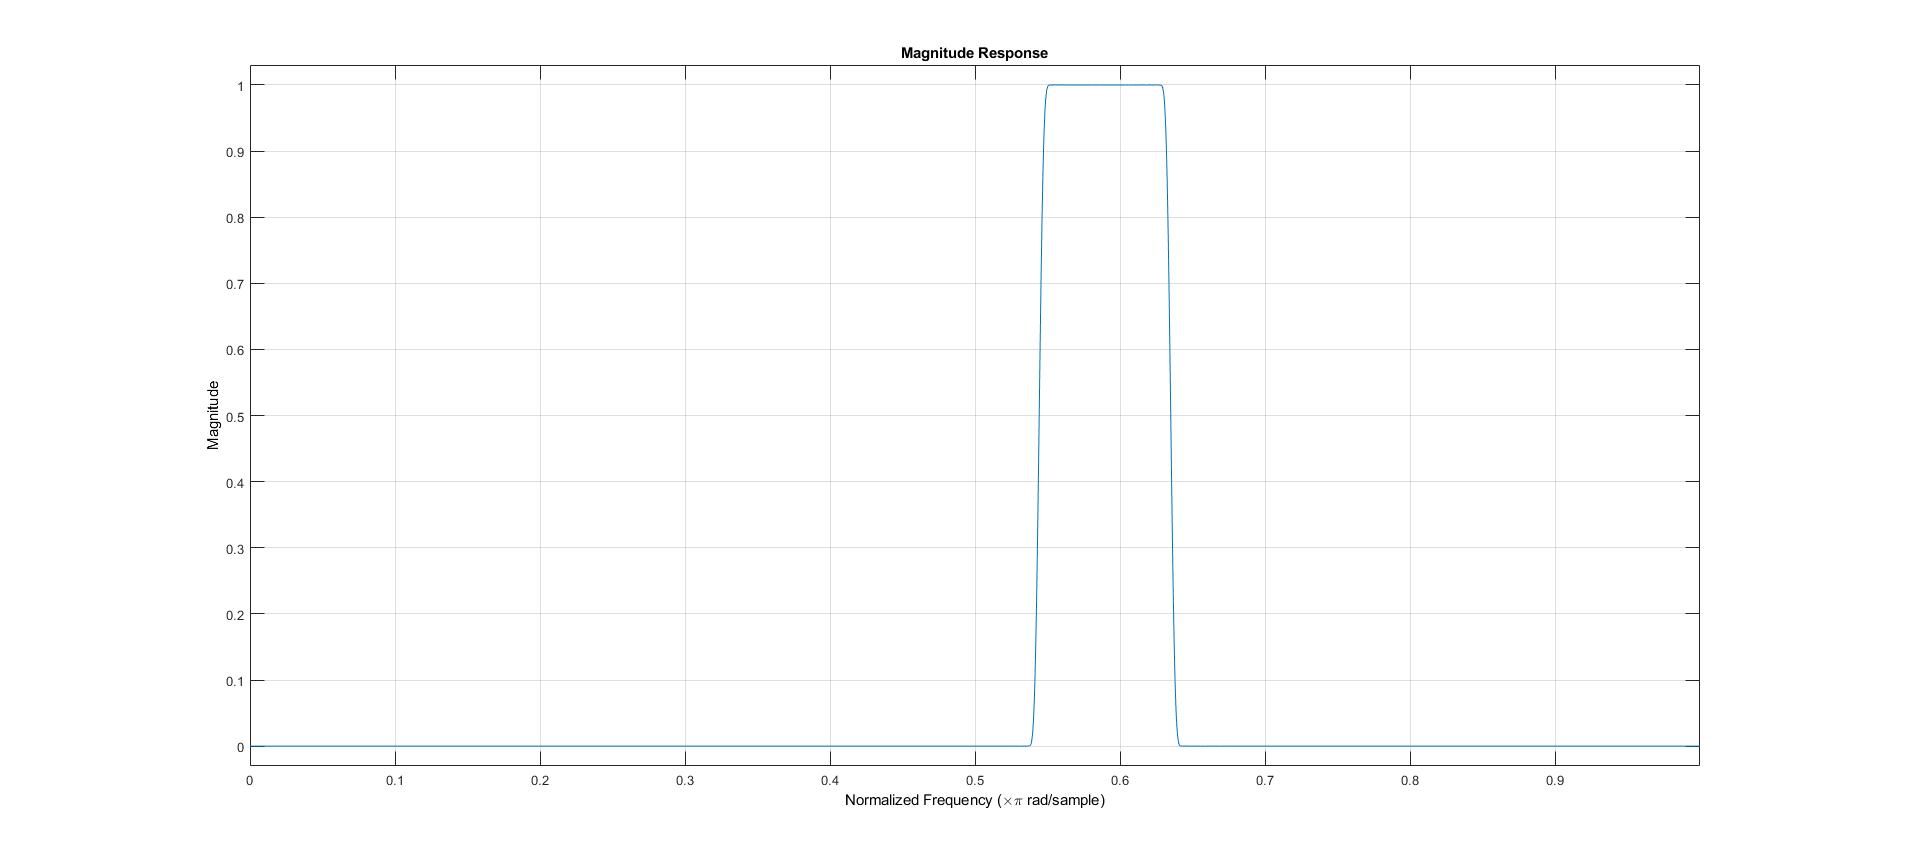 Magnitude Response
1
0.9
0.8
0.7
0.6
0.5
0.4
0.3
0.2
0.1
0
Magnitude
0 0.1 0.2 0.3 0.4 0.5 0.6 0.7 0.8 0.9
Normalized Frequency (×π rad/sample)